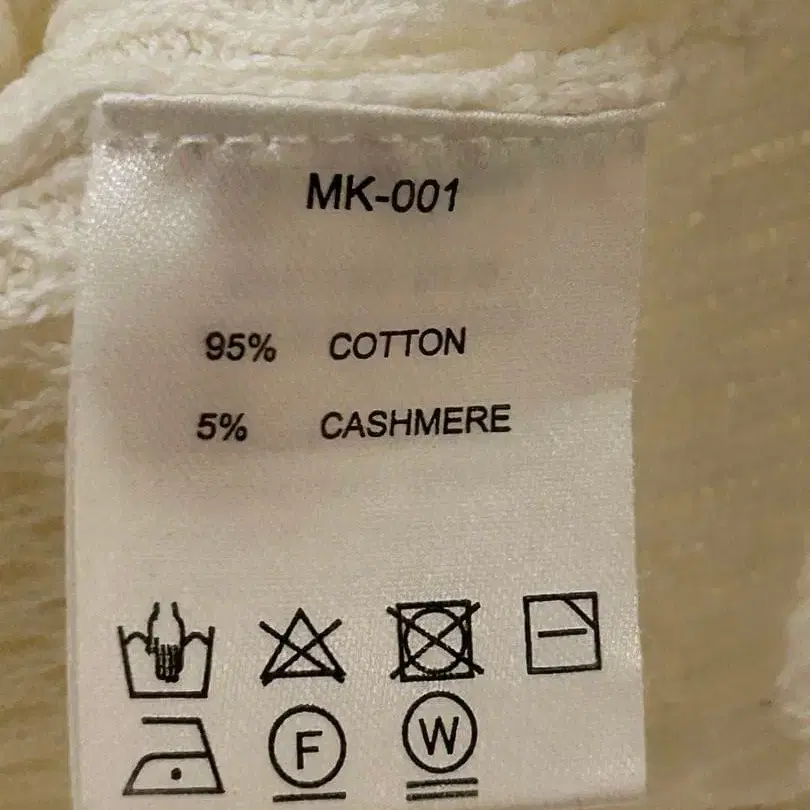 MK-001
95% COTTON
5% CASHMERE
F W